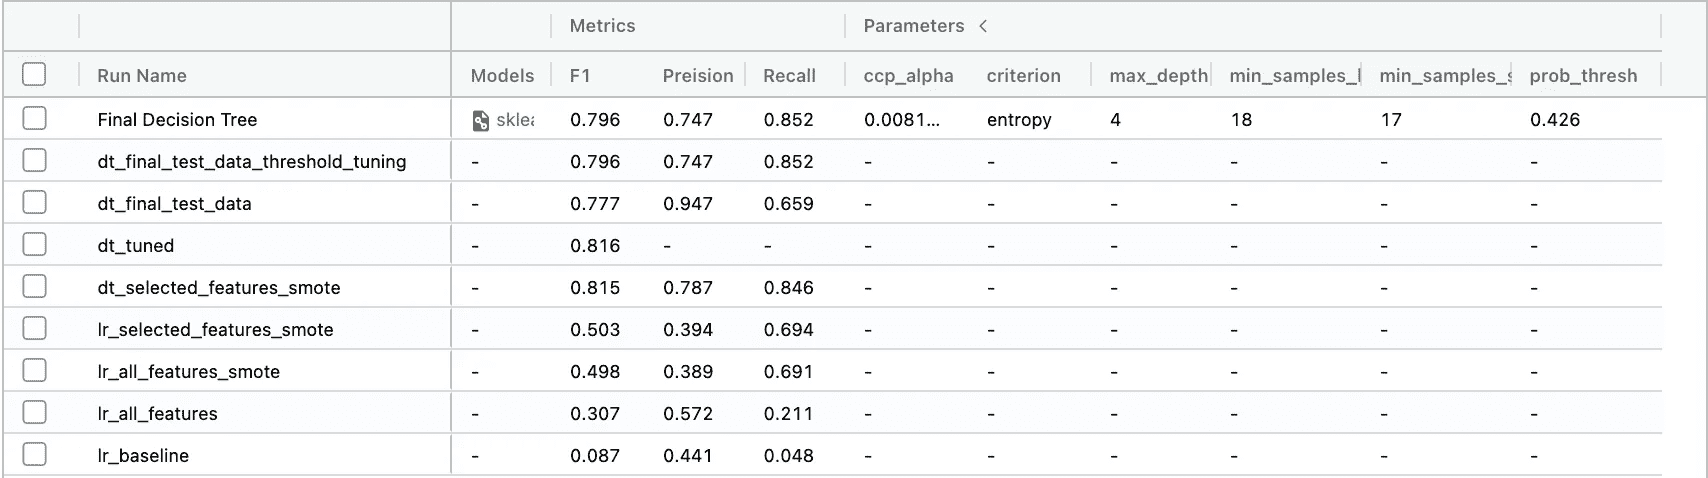 Metrics Parameters <
Run Name Models F1 Preision Recall ccp_alpha criterion max_depth min_samples_l min_samples_s prob_thresh
Final Decision Tree sklea 0.796 0.747 0.852 0.0081... entropy 4 18 17 0.426
dt_final_test_data_threshold_tuning - 0.796 0.747 0.852 - - - - - -
dt_final_test_data - 0.777 0.947 0.659 - - - - - -
dt_tuned - 0.816 - - - - - - - -
dt_selected_features_smote - 0.815 0.787 0.846 - - - - - -
lr_selected_features_smote - 0.503 0.394 0.694 - - - - - -
lr_all_features_smote - 0.498 0.389 0.691 - - - - - -
lr_all_features - 0.307 0.572 0.211 - - - - - -
lr_baseline - 0.087 0.441 0.048 - - - - - -